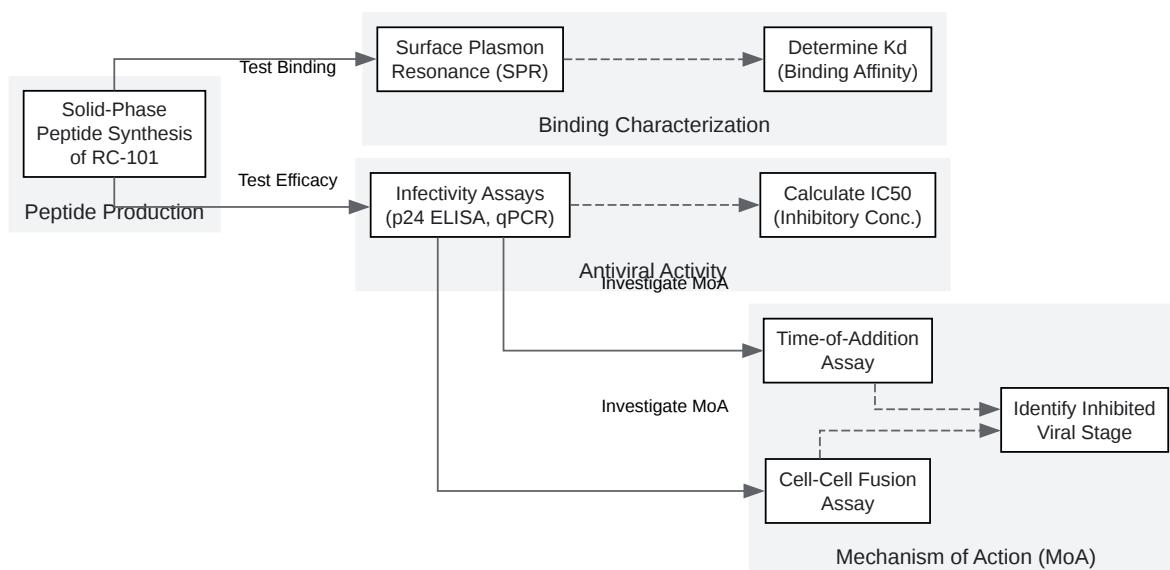 Surface Plasmon
Resonance (SPR)
Determine Kd
(Binding Affinity)
Test Binding
Binding Characterization
Solid-Phase
Peptide Synthesis
of RC-101
Peptide Production
Test Efficacy
Infectivity Assays
(p24 ELISA, qPCR)
Calculate IC50
(Inhibitory Conc.)
Antiviral Activity
Investigate MoA
Time-of-Addition
Assay
Investigate MoA
Identify Inhibited
Viral Stage
Cell-Cell Fusion
Assay
Mechanism of Action (MoA)